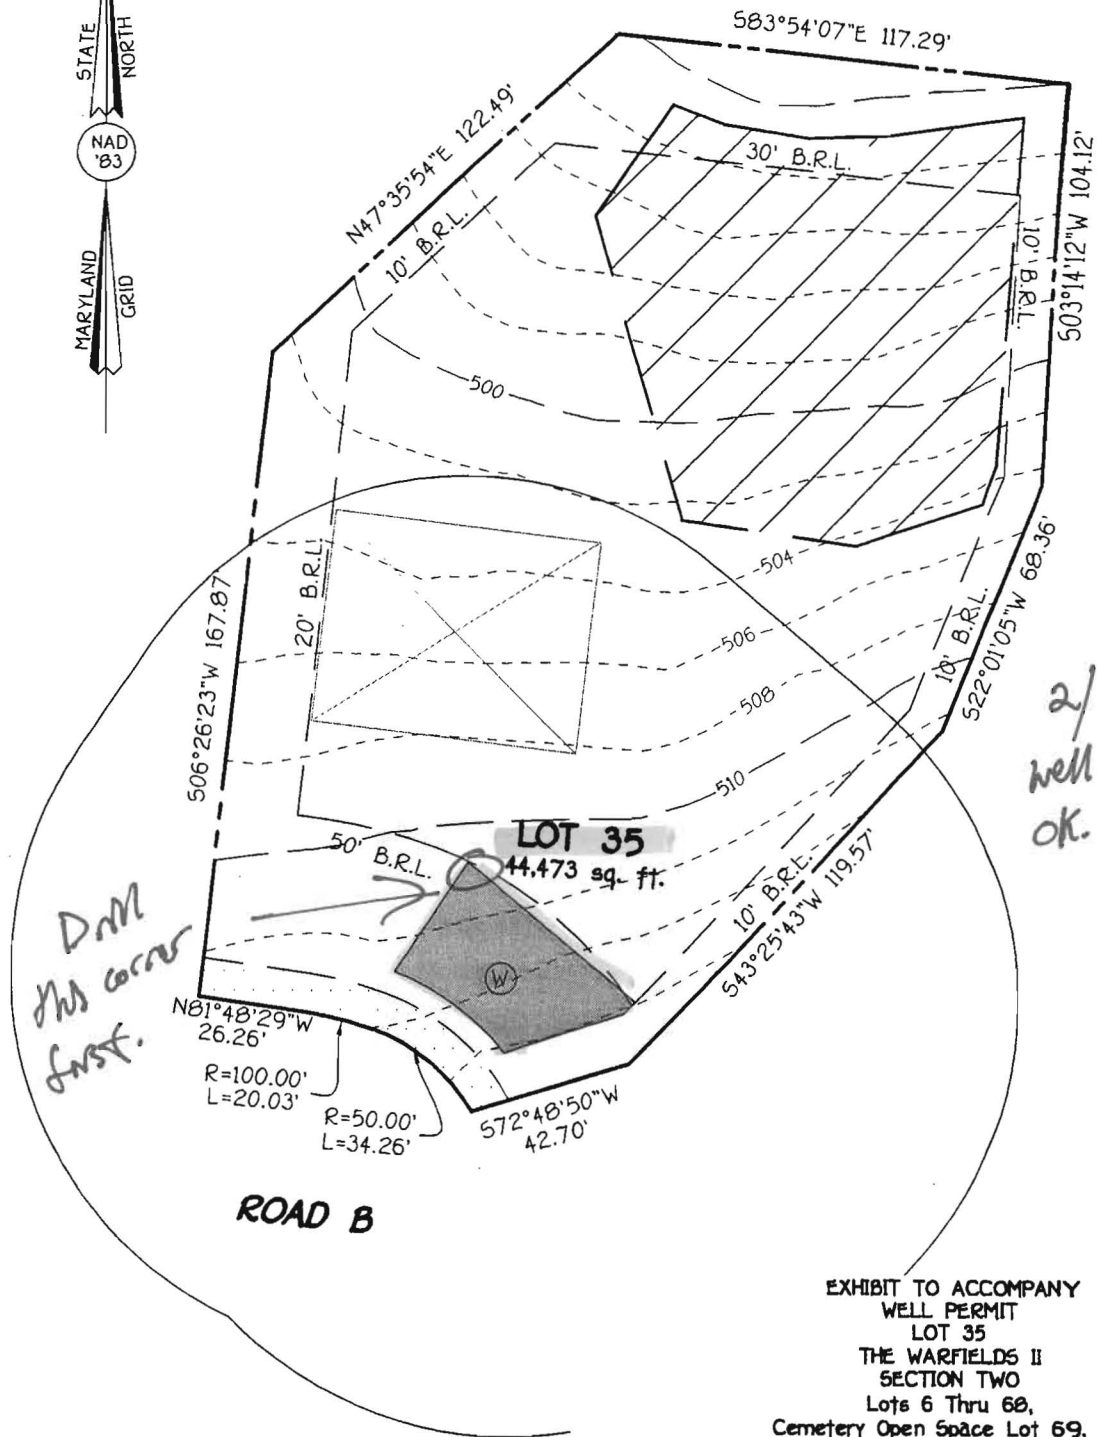 STATE NORTH
NAD
'83
MARYLAND GRID
S83°54'07"E 117.29'
N47°35'54"E 122.49'
10' B.R.L.
30' B.R.L.
10' B.R.L.
S03°14'12"W 104.12'
500
504
506
508
510
20' B.R.L.
S06°26'23"W 167.87'
10' B.R.L.
S22°01'05"W 68.36'
2/
well
OK.
LOT 35
44,473 sq. ft.
50' B.R.L.
10' B.R.L.
S43°25'43"W 119.57'
Drill
this corner
first.
W
N81°48'29"W
26.26'
R=100.00'
L=20.03'
R=50.00'
L=34.26'
S72°48'50"W
42.70'
ROAD B
EXHIBIT TO ACCOMPANY
WELL PERMIT
LOT 35
THE WARFIELDS II
SECTION TWO
Lots 6 Thru 68,
Cemetery Open Space Lot 69,